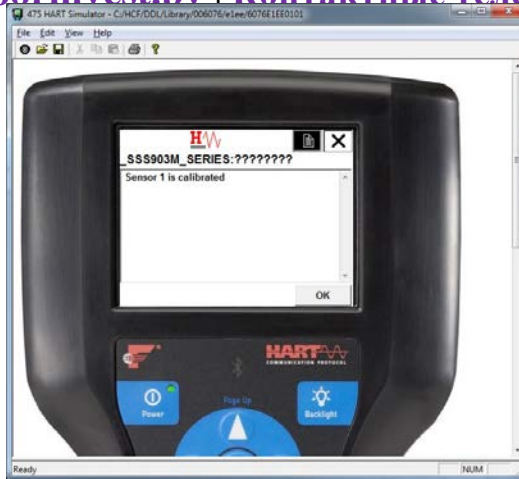 475 HART Simulator - C:/HCF/DDL/Library/006076/e1ee/6076E1EE0101
File Edit View Help
H
_SSS903M_SERIES:????????
Sensor 1 is calibrated
OK
HART
COMMUNICATION PROTOCOL
Power
Page Up
Backlight
Ready
NUM